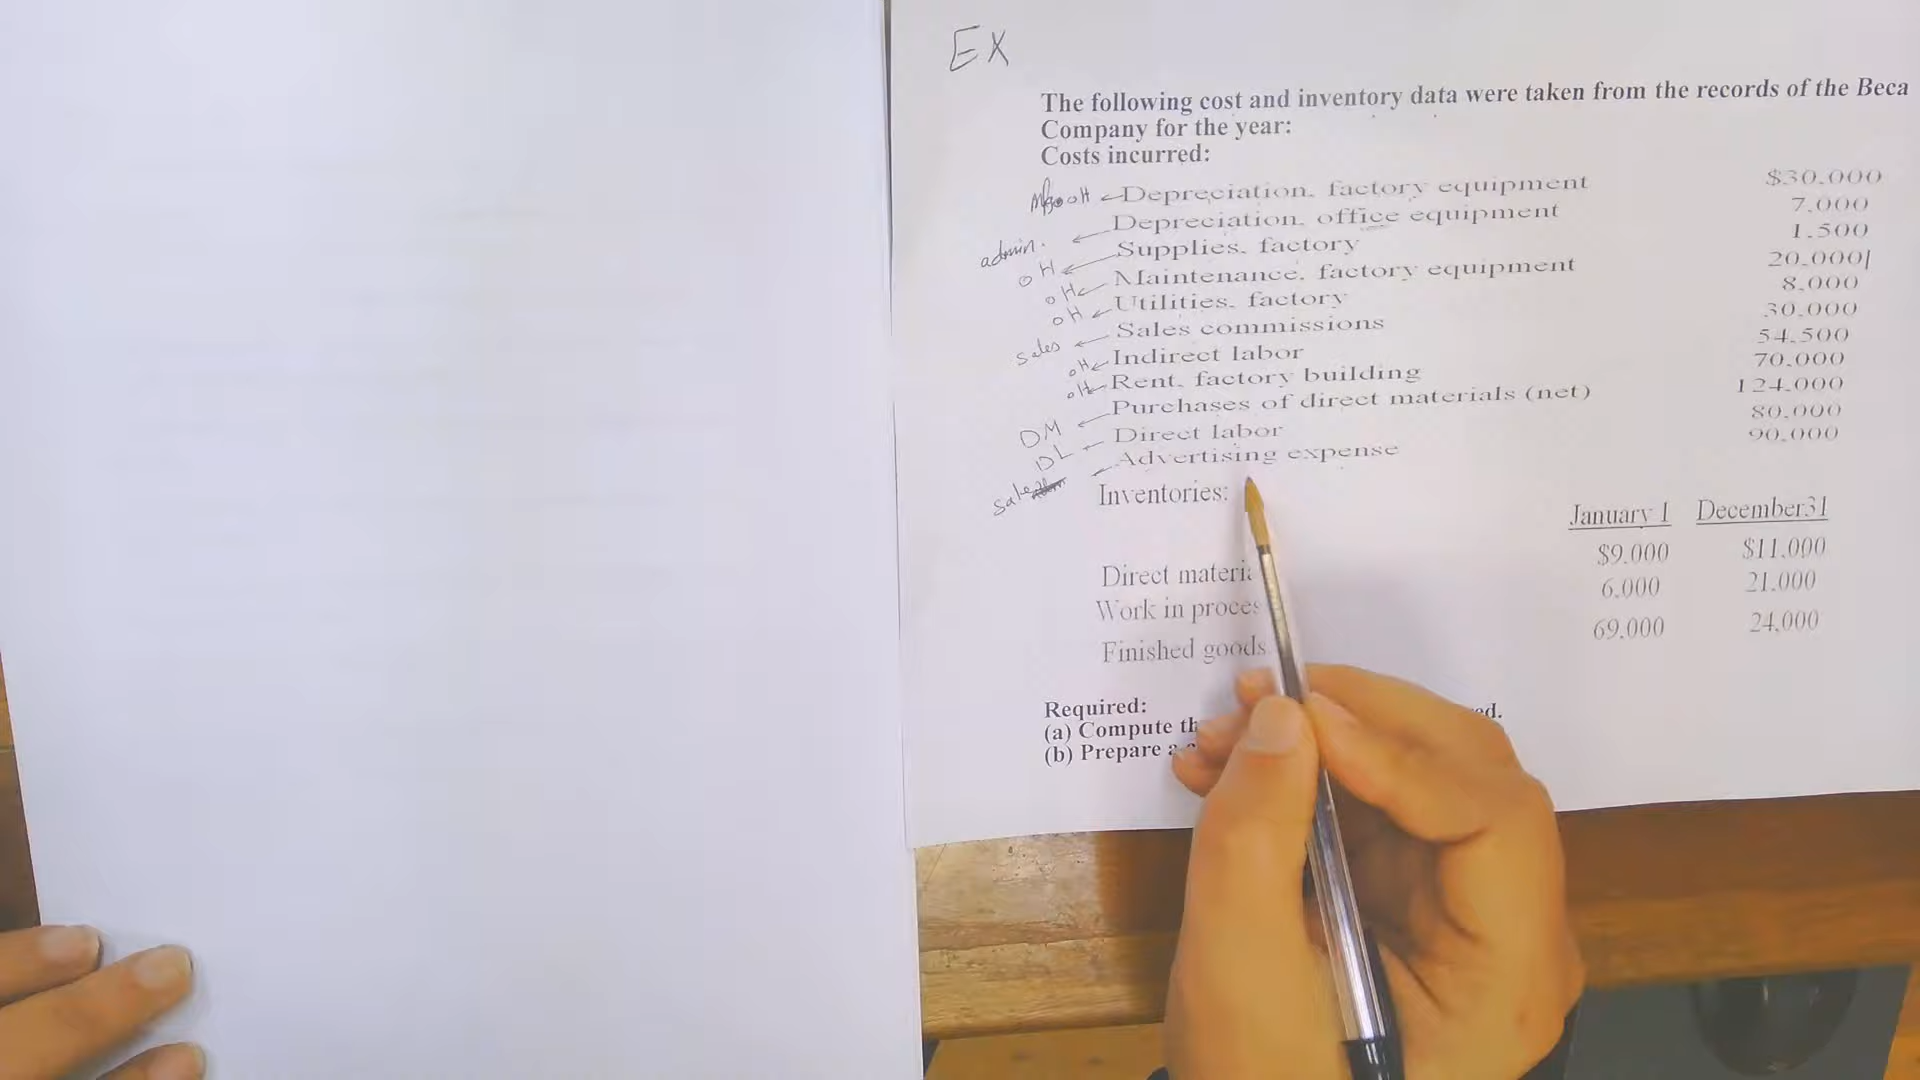 EX
The following cost and inventory data were taken from the records of the Beca
Company for the year:
Costs incurred:
OH Depreciation, factory equipment $30.000
admin. Depreciation, office equipment 7.000
OH Supplies, factory 1.500
OH Maintenance, factory equipment 20.000
OH Utilities, factory 8.000
Sales Sales commissions 30.000
OH Indirect labor 54.500
OH Rent, factory building 70.000
DM Purchases of direct materials (net) 124.000
DL Direct labor 80.000
Sales Advertising expense 90.000
Inventories:
January 1 December31
Direct $9.000 $11.000
Work in 6.000 21.000
Finished goods 69.000 24.000
Required:
(a) Compute
(b) Prepare a